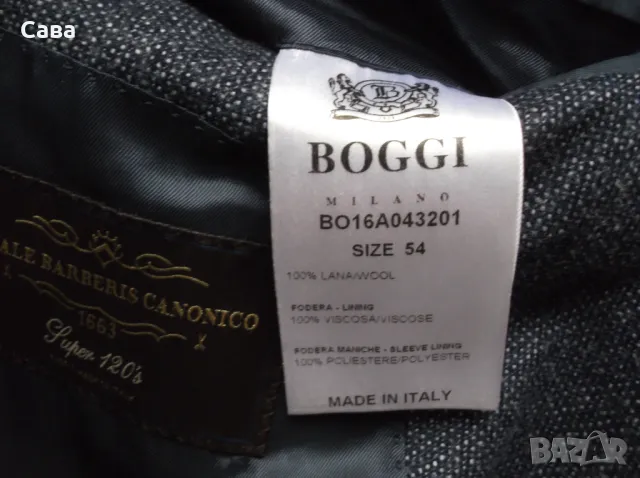 Сава
B
BOGGI
MILANO
BO16A043201
SIZE 54
100% LANA/WOOL
FODERA - LINING
100% VISCOSA/VISCOSE
FODERA MANICHE - SLEEVE LINING
100% POLIESTERE/POLYESTER
MADE IN ITALY
ALE BARBERIS CANONICO
1663
Super 120's
BAZAR